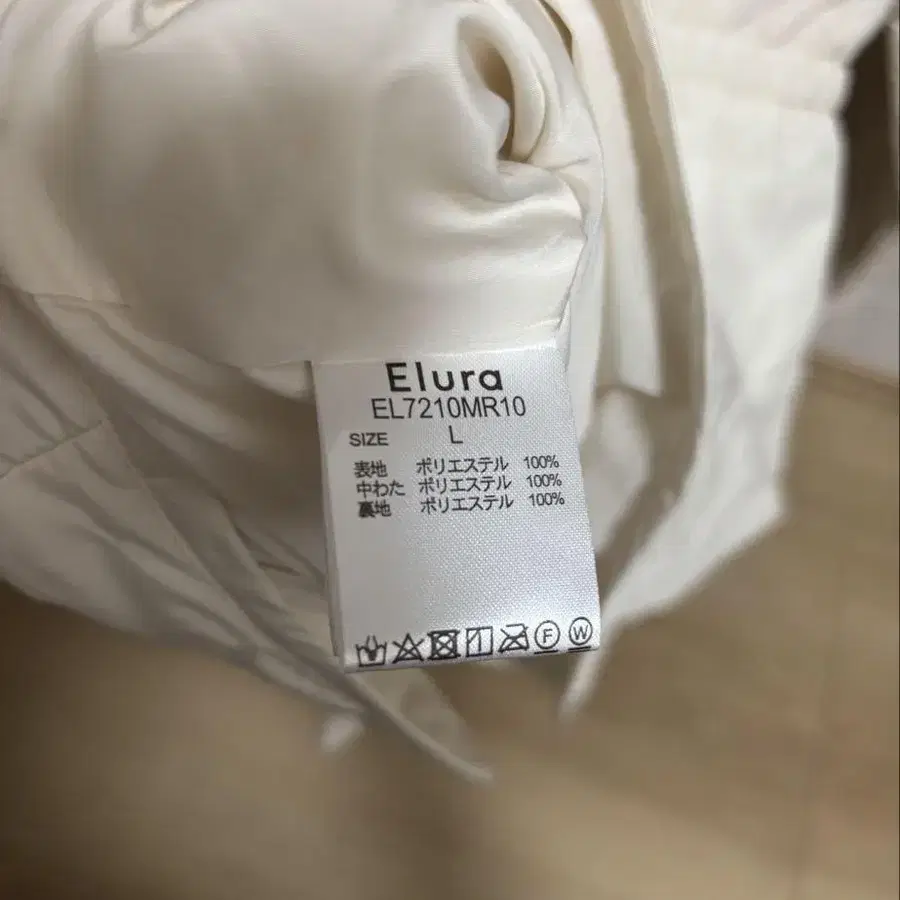 Elura
EL7210MR10
SIZE L
表地 ポリエステル 100%
中わた ポリエステル 100%
裏地 ポリエステル 100%
F W